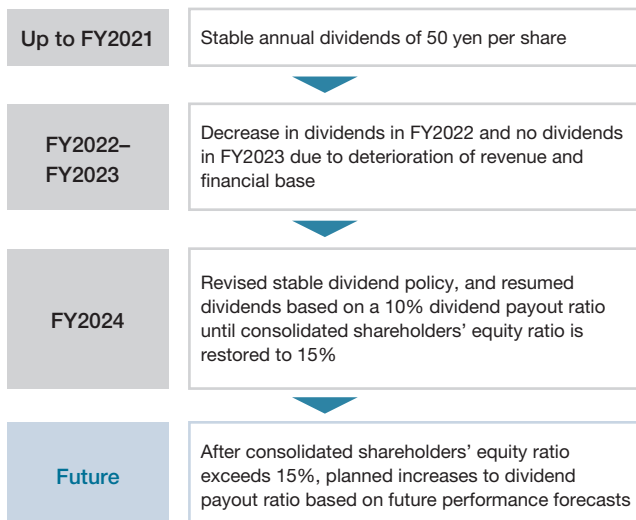 Up to FY2021
Stable annual dividends of 50 yen per share
FY2022–
FY2023
Decrease in dividends in FY2022 and no dividends
in FY2023 due to deterioration of revenue and
financial base
FY2024
Revised stable dividend policy, and resumed
dividends based on a 10% dividend payout ratio
until consolidated shareholders’ equity ratio is
restored to 15%
Future
After consolidated shareholders’ equity ratio
exceeds 15%, planned increases to dividend
payout ratio based on future performance forecasts